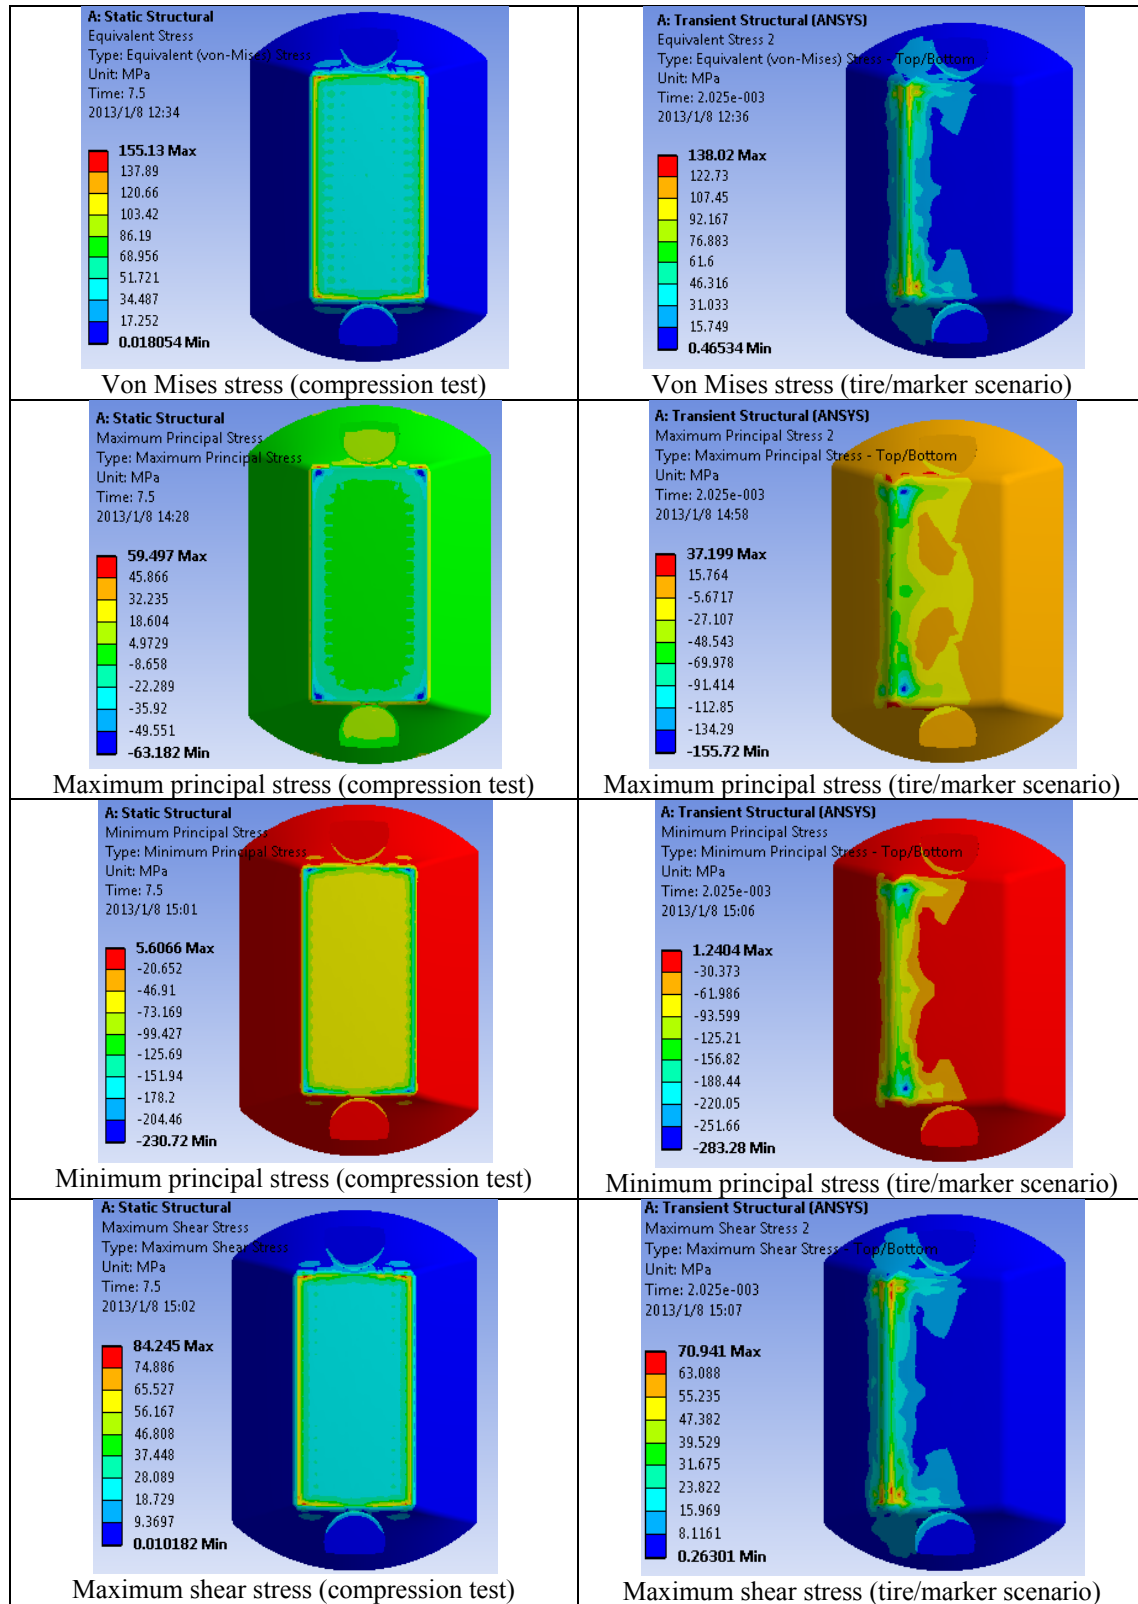 A: Static Structural
Equivalent Stress
Type: Equivalent (von-Mises) Stress
Unit: MPa
Time: 7.5
2013/1/8 12:34
155.13 Max
137.89
120.66
103.42
86.19
68.956
51.721
34.487
17.252
0.018054 Min
Von Mises stress (compression test)
A: Transient Structural (ANSYS)
Equivalent Stress 2
Type: Equivalent (von-Mises) Stress - Top/Bottom
Unit: MPa
Time: 2.025e-003
2013/1/8 12:36
138.02 Max
122.73
107.45
92.167
76.883
61.6
46.316
31.033
15.749
0.46534 Min
Von Mises stress (tire/marker scenario)
A: Static Structural
Maximum Principal Stress
Type: Maximum Principal Stress
Unit: MPa
Time: 7.5
2013/1/8 14:28
59.497 Max
45.866
32.235
18.604
4.9729
-8.658
-22.289
-35.92
-49.551
-63.182 Min
Maximum principal stress (compression test)
A: Transient Structural (ANSYS)
Maximum Principal Stress 2
Type: Maximum Principal Stress - Top/Bottom
Unit: MPa
Time: 2.025e-003
2013/1/8 14:58
37.199 Max
15.764
-5.6717
-27.107
-48.543
-69.978
-91.414
-112.85
-134.29
-155.72 Min
Maximum principal stress (tire/marker scenario)
A: Static Structural
Minimum Principal Stress
Type: Minimum Principal Stress
Unit: MPa
Time: 7.5
2013/1/8 15:01
5.6066 Max
-20.652
-46.91
-73.169
-99.427
-125.69
-151.94
-178.2
-204.46
-230.72 Min
Minimum principal stress (compression test)
A: Transient Structural (ANSYS)
Minimum Principal Stress
Type: Minimum Principal Stress - Top/Bottom
Unit: MPa
Time: 2.025e-003
2013/1/8 15:06
1.2404 Max
-30.373
-61.986
-93.599
-125.21
-156.82
-188.44
-220.05
-251.66
-283.28 Min
Minimum principal stress (tire/marker scenario)
A: Static Structural
Maximum Shear Stress
Type: Maximum Shear Stress
Unit: MPa
Time: 7.5
2013/1/8 15:02
84.245 Max
74.886
65.527
56.167
46.808
37.448
28.089
18.729
9.3697
0.010182 Min
Maximum shear stress (compression test)
A: Transient Structural (ANSYS)
Maximum Shear Stress 2
Type: Maximum Shear Stress - Top/Bottom
Unit: MPa
Time: 2.025e-003
2013/1/8 15:07
70.941 Max
63.088
55.235
47.382
39.529
31.675
23.822
15.969
8.1161
0.26301 Min
Maximum shear stress (tire/marker scenario)